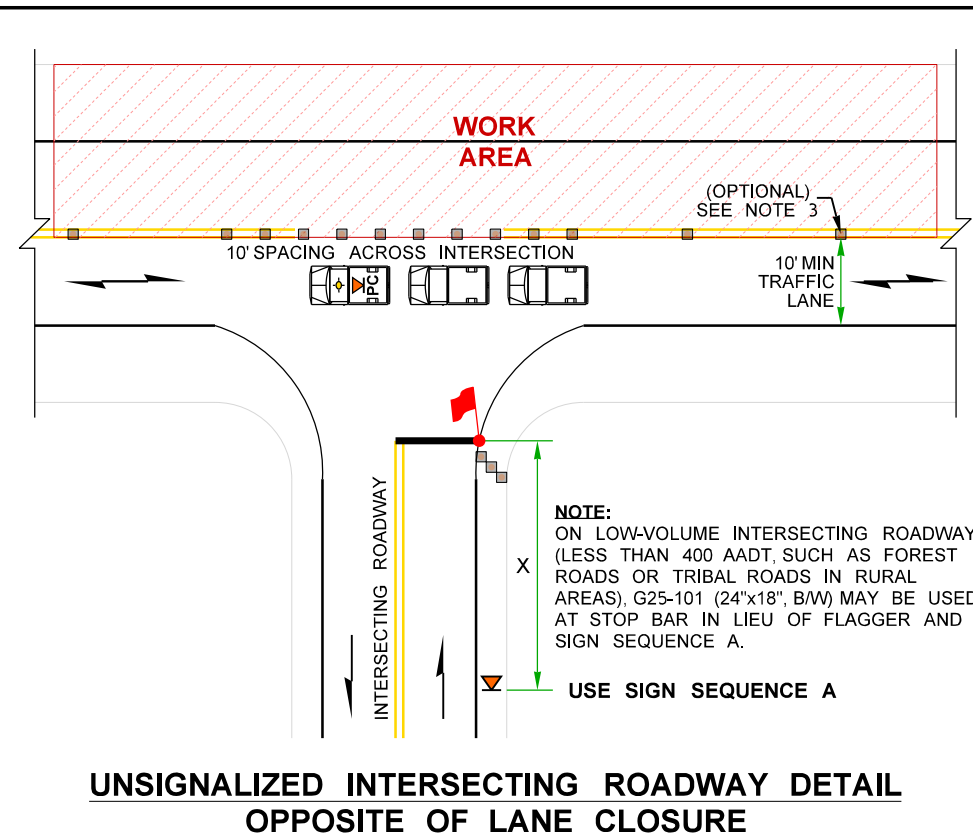 WORK
AREA
(OPTIONAL)
SEE NOTE 3
10' SPACING ACROSS INTERSECTION
10' MIN
TRAFFIC
LANE
PC
INTERSECTING ROADWAY
X
NOTE:
ON LOW-VOLUME INTERSECTING ROADWAY
(LESS THAN 400 AADT, SUCH AS FOREST
ROADS OR TRIBAL ROADS IN RURAL
AREAS), G25-101 (24"x18", B/W) MAY BE USED
AT STOP BAR IN LIEU OF FLAGGER AND
SIGN SEQUENCE A.
USE SIGN SEQUENCE A
UNSIGNALIZED INTERSECTING ROADWAY DETAIL
OPPOSITE OF LANE CLOSURE